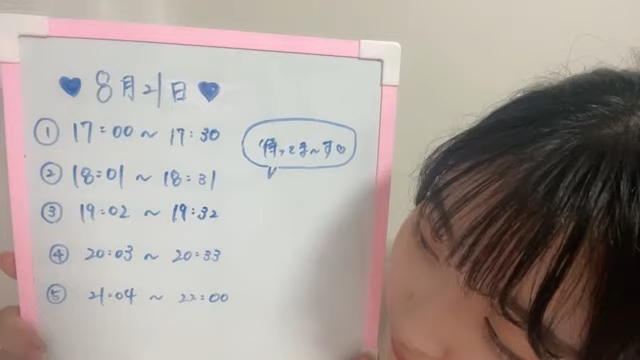 💙8月21日💙
① 17:00 ~ 17:30
待ってま~す♡
② 18:01 ~ 18:31
③ 19:02 ~ 19:32
④ 20:03 ~ 20:33
⑤ 21:04 ~ 22:00